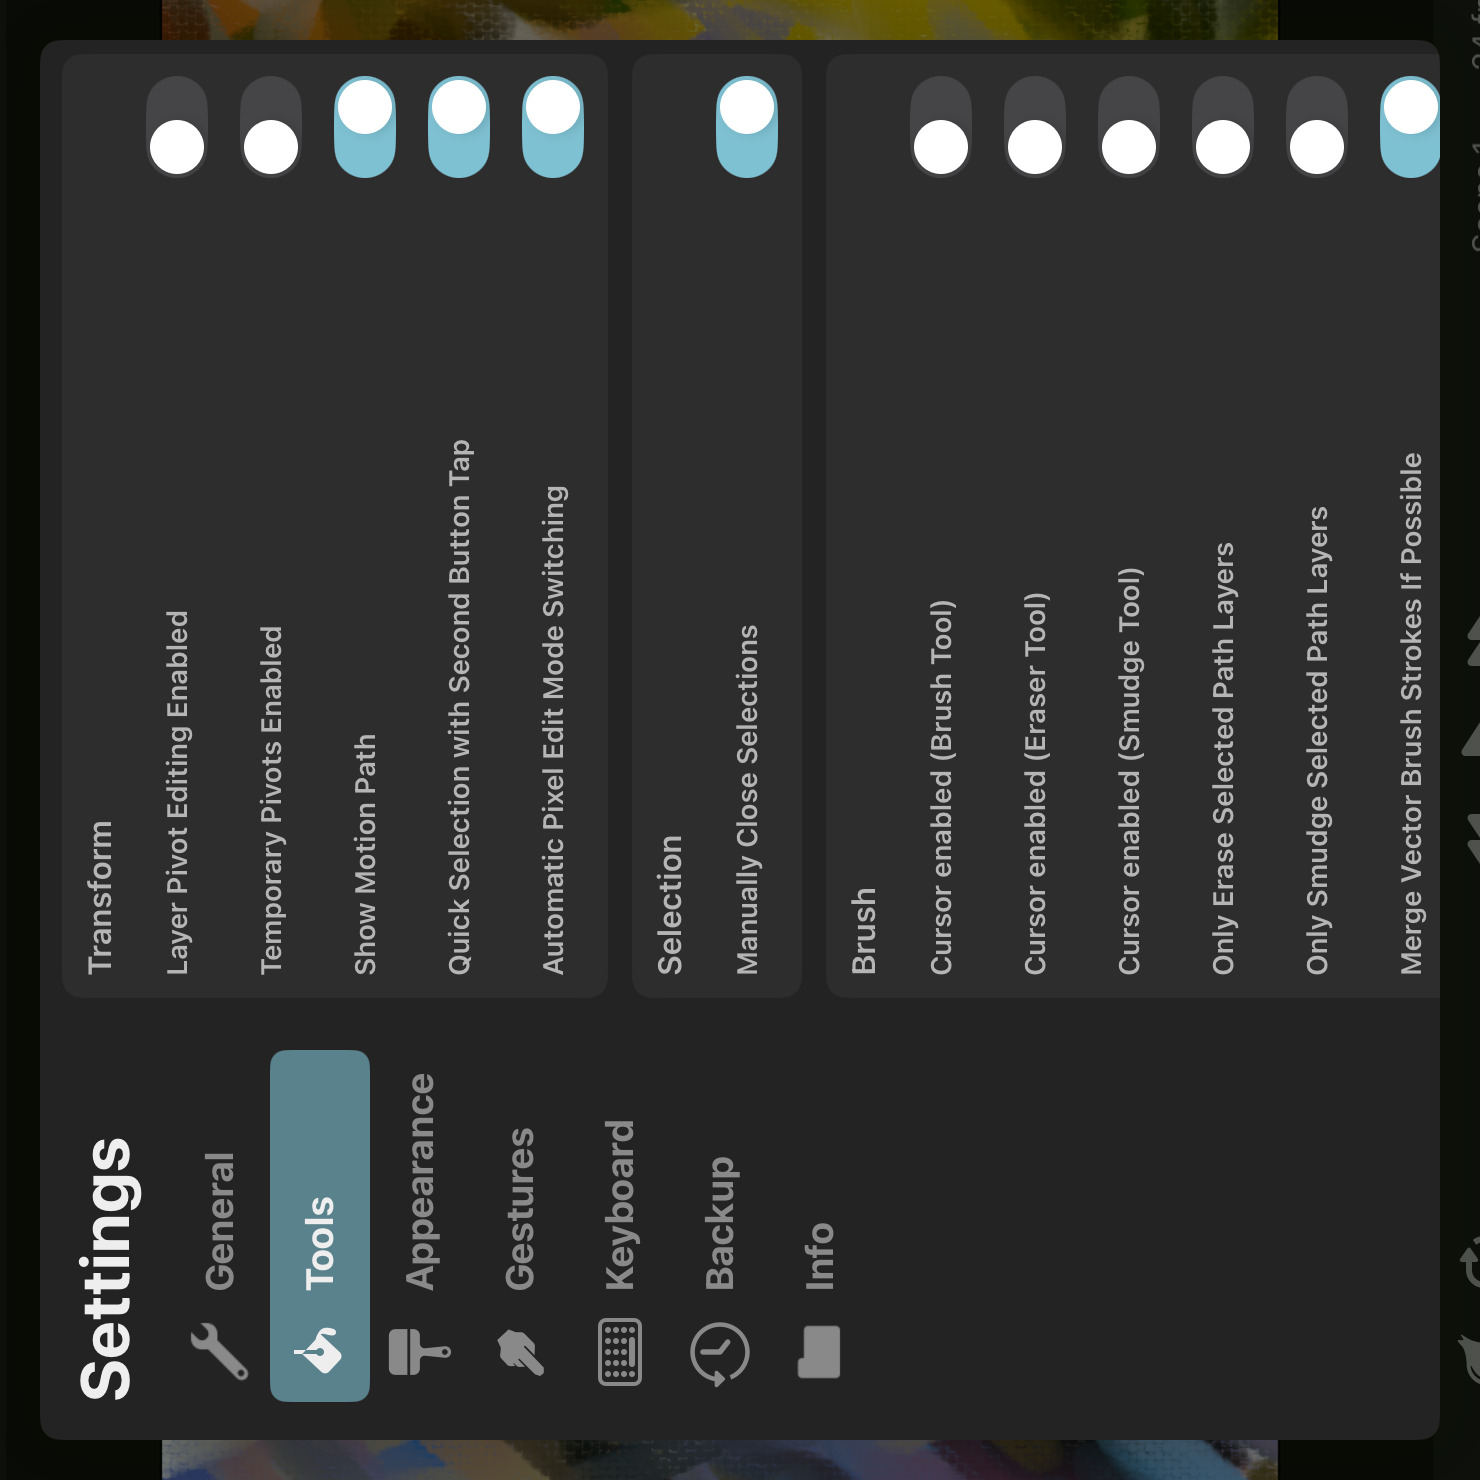 Settings
General
Tools
Appearance
Gestures
Keyboard
Backup
Info
Transform
Layer Pivot Editing Enabled
Temporary Pivots Enabled
Show Motion Path
Quick Selection with Second Button Tap
Automatic Pixel Edit Mode Switching
Selection
Manually Close Selections
Brush
Cursor enabled (Brush Tool)
Cursor enabled (Eraser Tool)
Cursor enabled (Smudge Tool)
Only Erase Selected Path Layers
Only Smudge Selected Path Layers
Merge Vector Brush Strokes If Possible